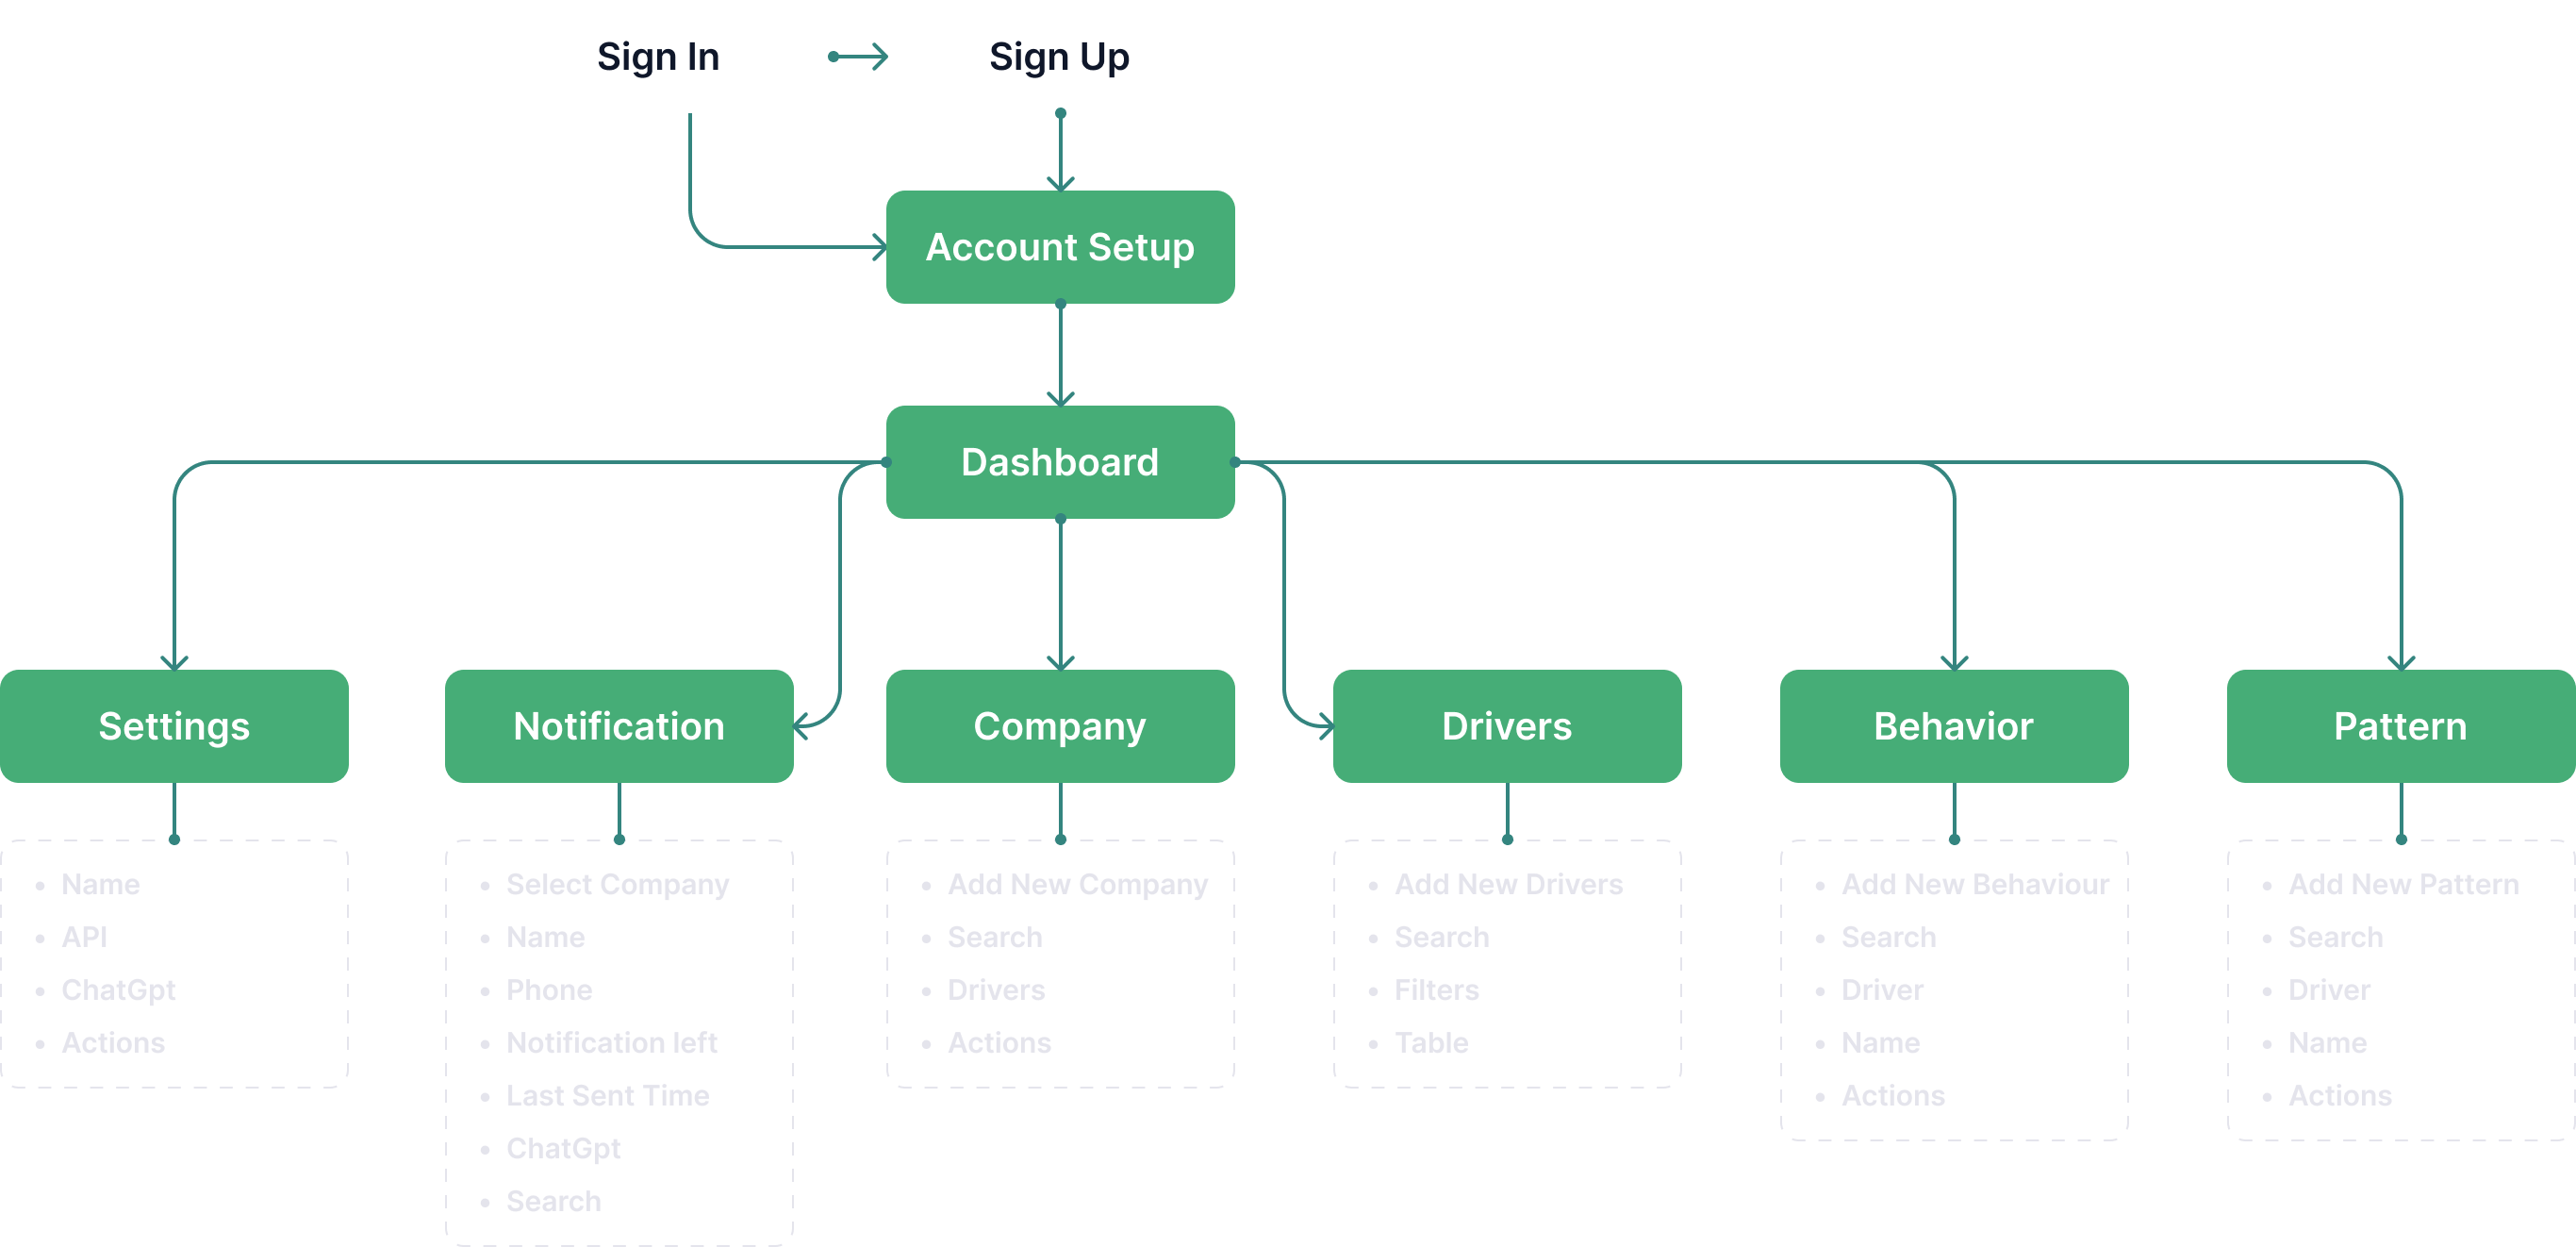 Sign In
Sign Up
Account Setup
Dashboard
Settings
Notification
Company
Drivers
Behavior
Pattern
• Name
• API
• ChatGpt
• Actions
• Select Company
• Name
• Phone
• Notification left
• Last Sent Time
• ChatGpt
• Search
• Add New Company
• Search
• Drivers
• Actions
• Add New Drivers
• Search
• Filters
• Table
• Add New Behaviour
• Search
• Driver
• Name
• Actions
• Add New Pattern
• Search
• Driver
• Name
• Actions